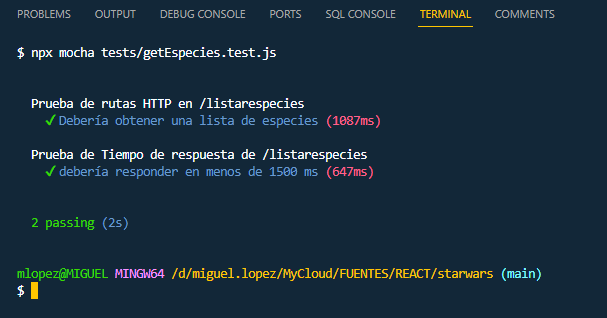 PROBLEMS OUTPUT DEBUG CONSOLE PORTS SQL CONSOLE TERMINAL COMMENTS
$ npx mocha tests/getEspecies.test.js
Prueba de rutas HTTP en /listarespecies
✓ Debería obtener una lista de especies (1087ms)
Prueba de Tiempo de respuesta de /listarespecies
✓ debería responder en menos de 1500 ms (647ms)
2 passing (2s)
mlopez@MIGUEL MINGW64 /d/miguel.lopez/MyCloud/FUENTES/REACT/starwars (main)
$